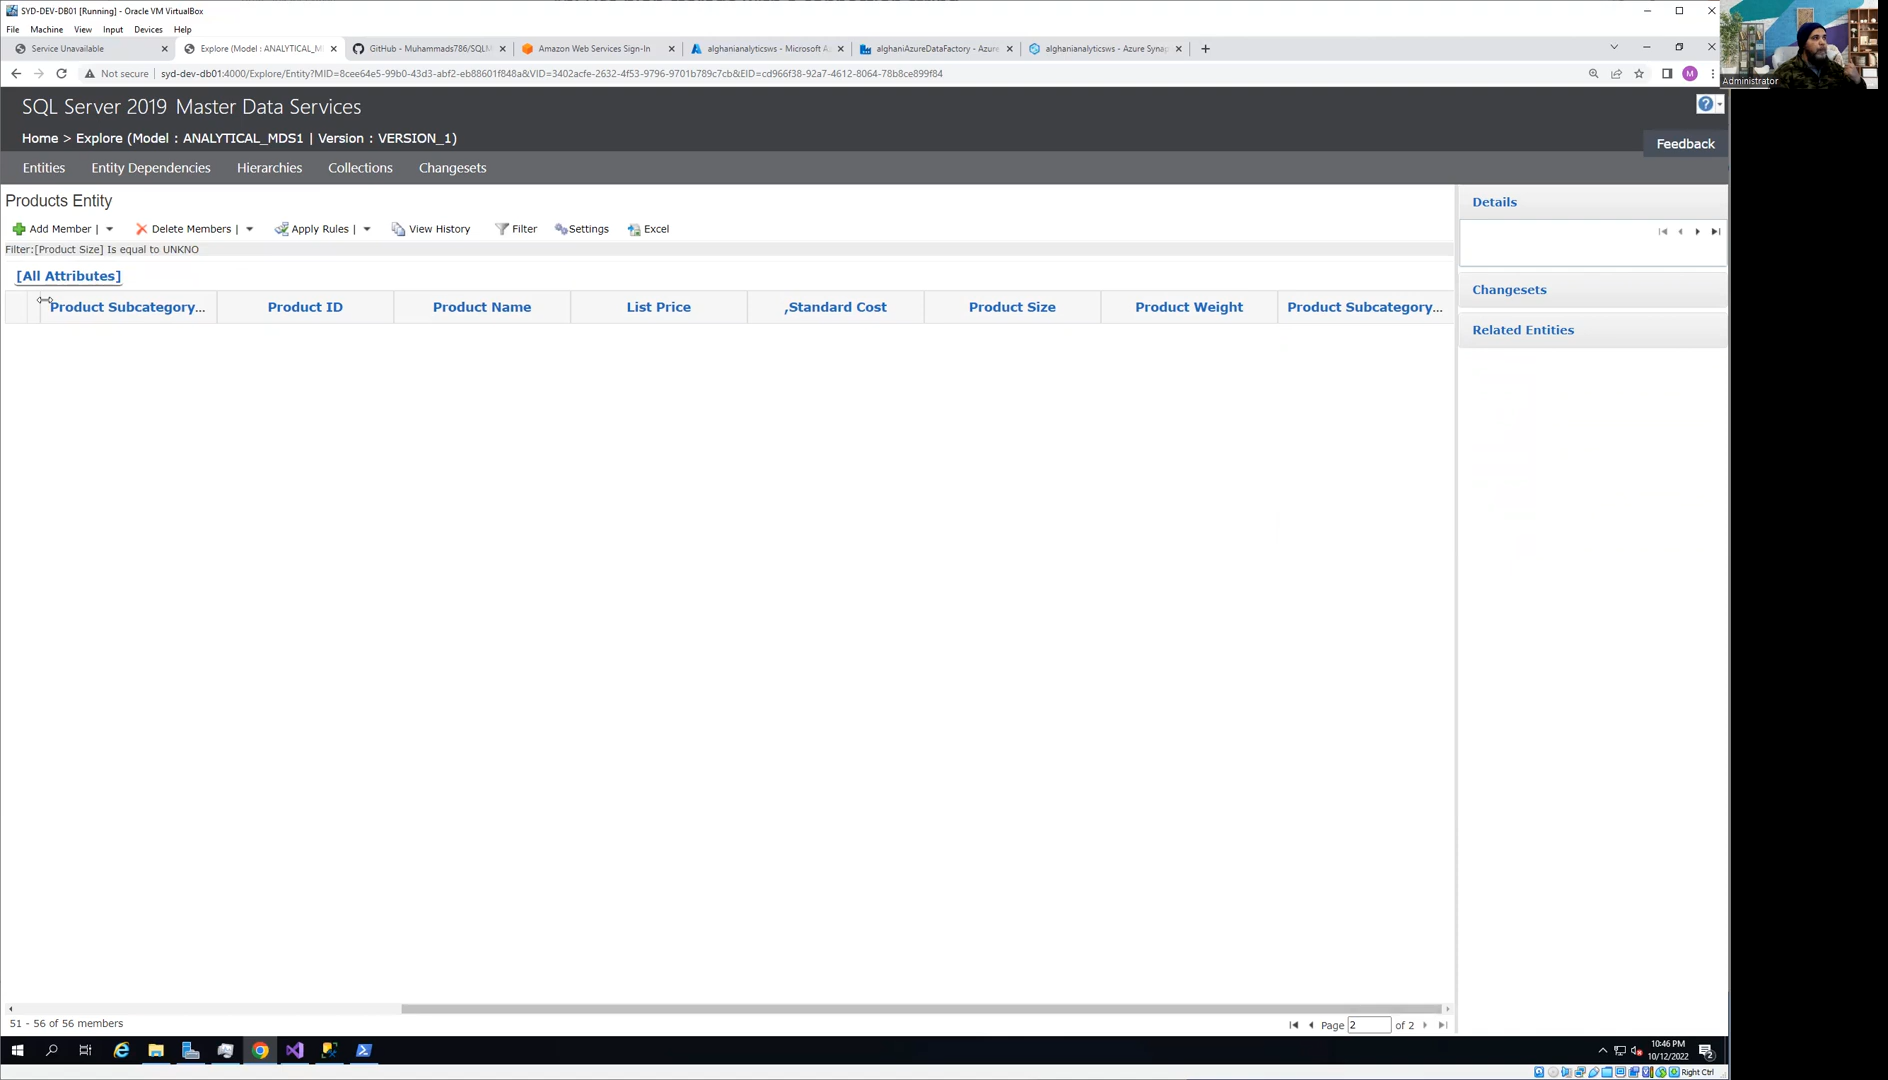 SYD-DEV-DB01 [Running] - Oracle VM VirtualBox
File Machine View Input Devices Help
Service Unavailable
Explore (Model : ANALYTICAL_M
GitHub - Muhammads786/SQLM
Amazon Web Services Sign-In
alghanianalyticsws - Microsoft A
alghaniAzureDataFactory - Azure
alghanianalyticsws - Azure Synap
Not secure
syd-dev-db01:4000/Explore/Entity?MID=8cee64e5-99b0-43d3-abf2-eb88601f848a&VID=3402acfe-2632-4f53-9796-9701b789c7cb&EID=cd966f38-92a7-4612-8064-78b8ce899f84
M
Administrator
SQL Server 2019 Master Data Services
Home > Explore (Model : ANALYTICAL_MDS1 | Version : VERSION_1)
Feedback
Entities Entity Dependencies Hierarchies Collections Changesets
Products Entity
Add Member | Delete Members | Apply Rules | View History Filter Settings Excel
Filter:[Product Size] Is equal to UNKNO
[All Attributes]
Product Subcategory... Product ID Product Name List Price ,Standard Cost Product Size Product Weight Product Subcategory...
Details
Changesets
Related Entities
51 - 56 of 56 members
Page 2 of 2
10:46 PM
10/12/2022
2
Right Ctrl